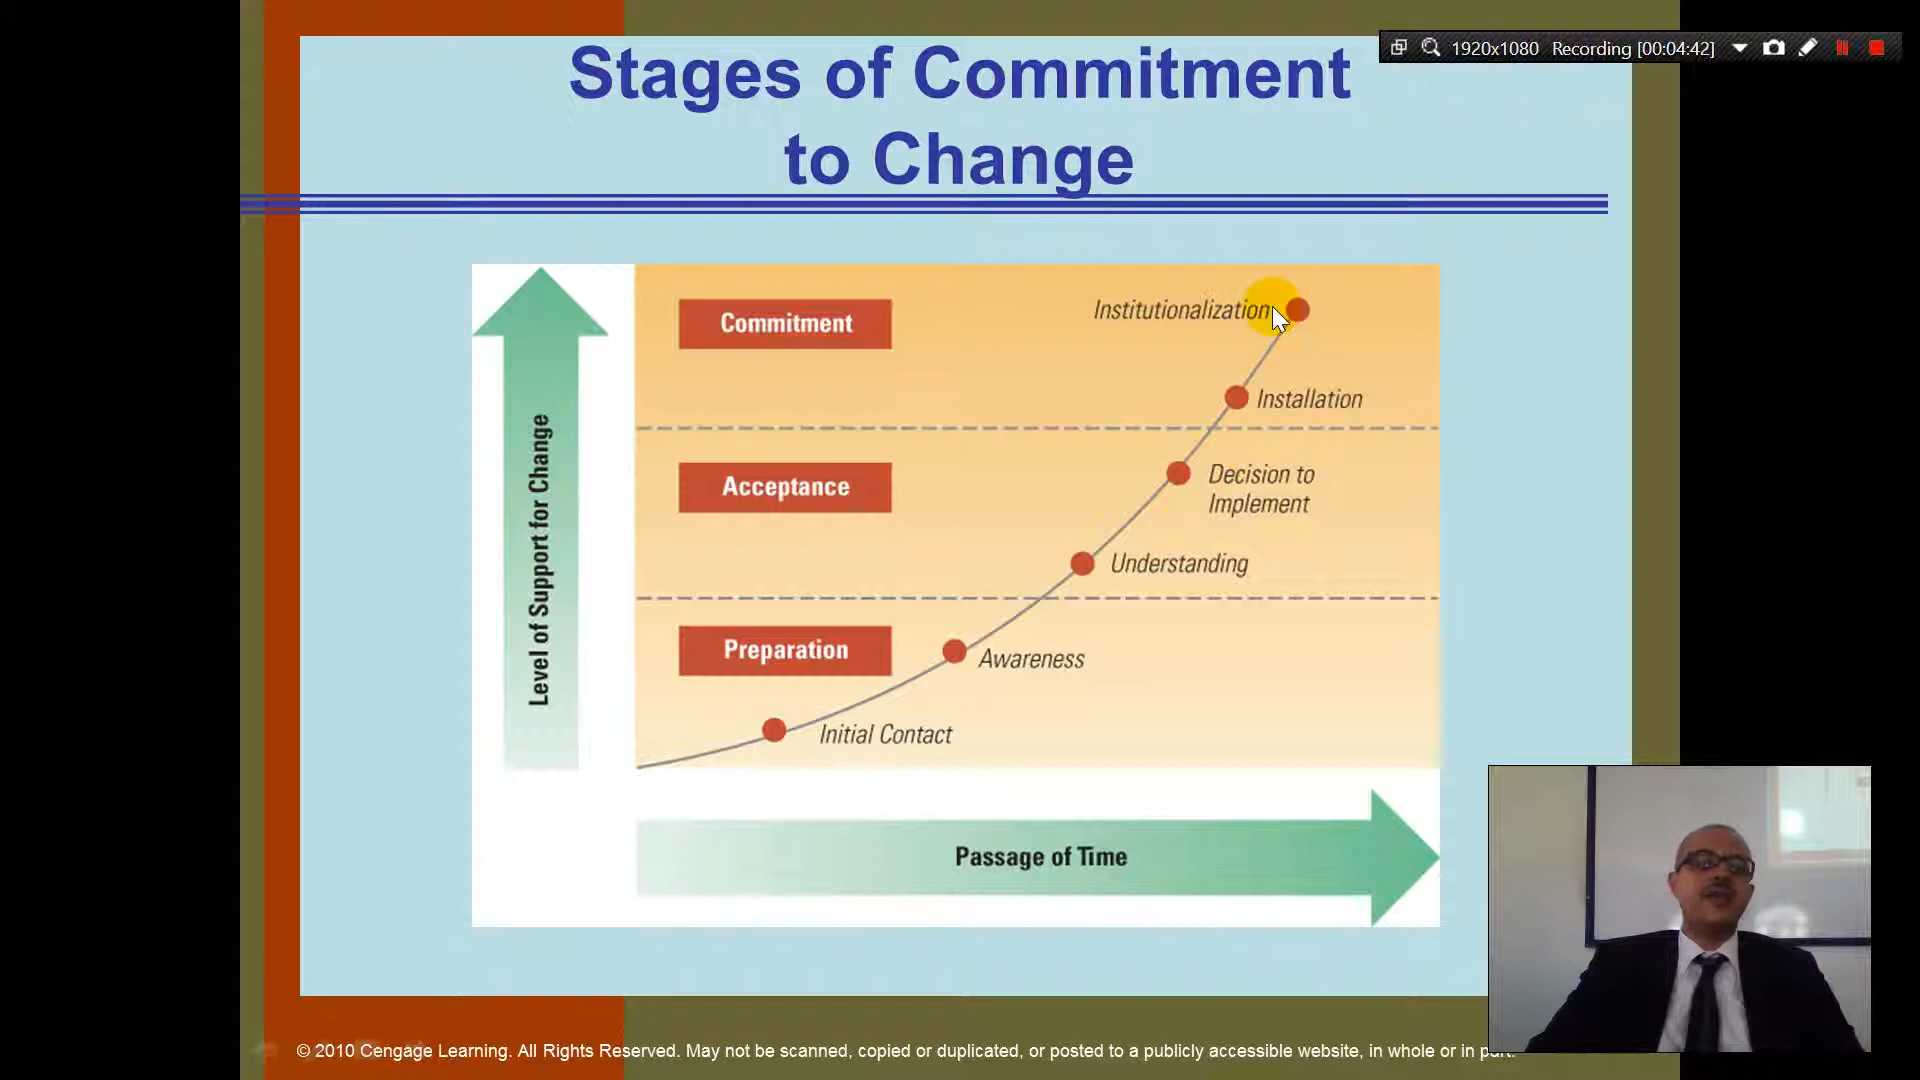 1920x1080 Recording [00:04:42]
Stages of Commitment
to Change
Commitment
Institutionalization
Installation
Acceptance
Decision to
Implement
Understanding
Preparation
Awareness
Initial Contact
Level of Support for Change
Passage of Time
© 2010 Cengage Learning. All Rights Reserved. May not be scanned, copied or duplicated, or posted to a publicly accessible website, in whole or in part.